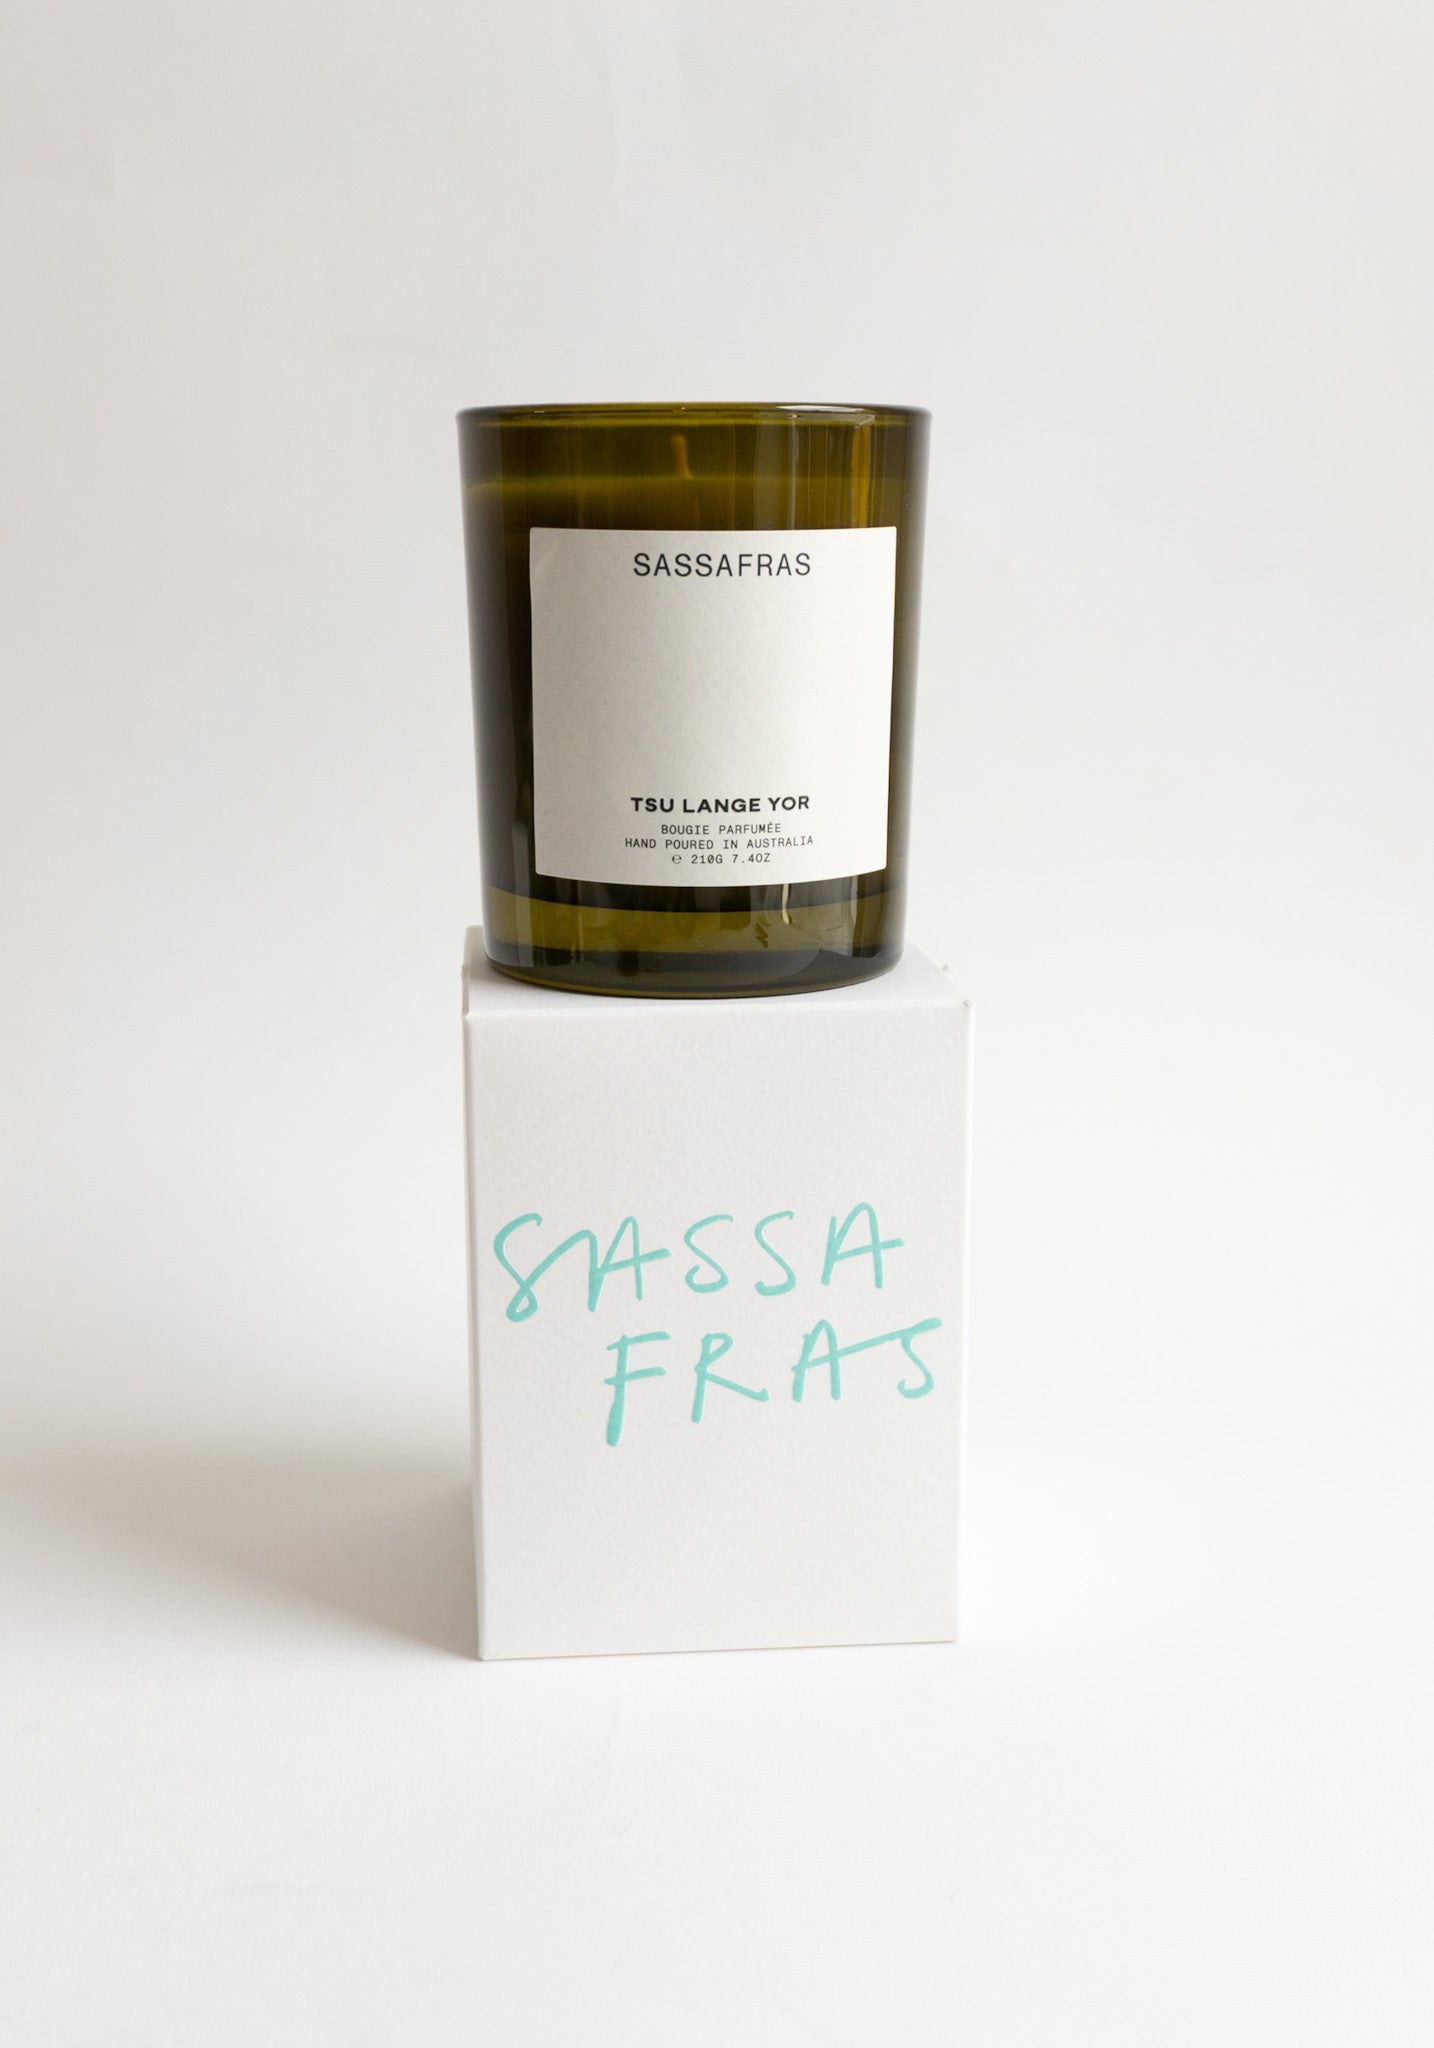 SASSAFRAS
TSU LANGE YOR
BOUGIE PARFUMÉE
HAND POURED IN AUSTRALIA
℮ 210G 7.4OZ
SASSA
FRAS